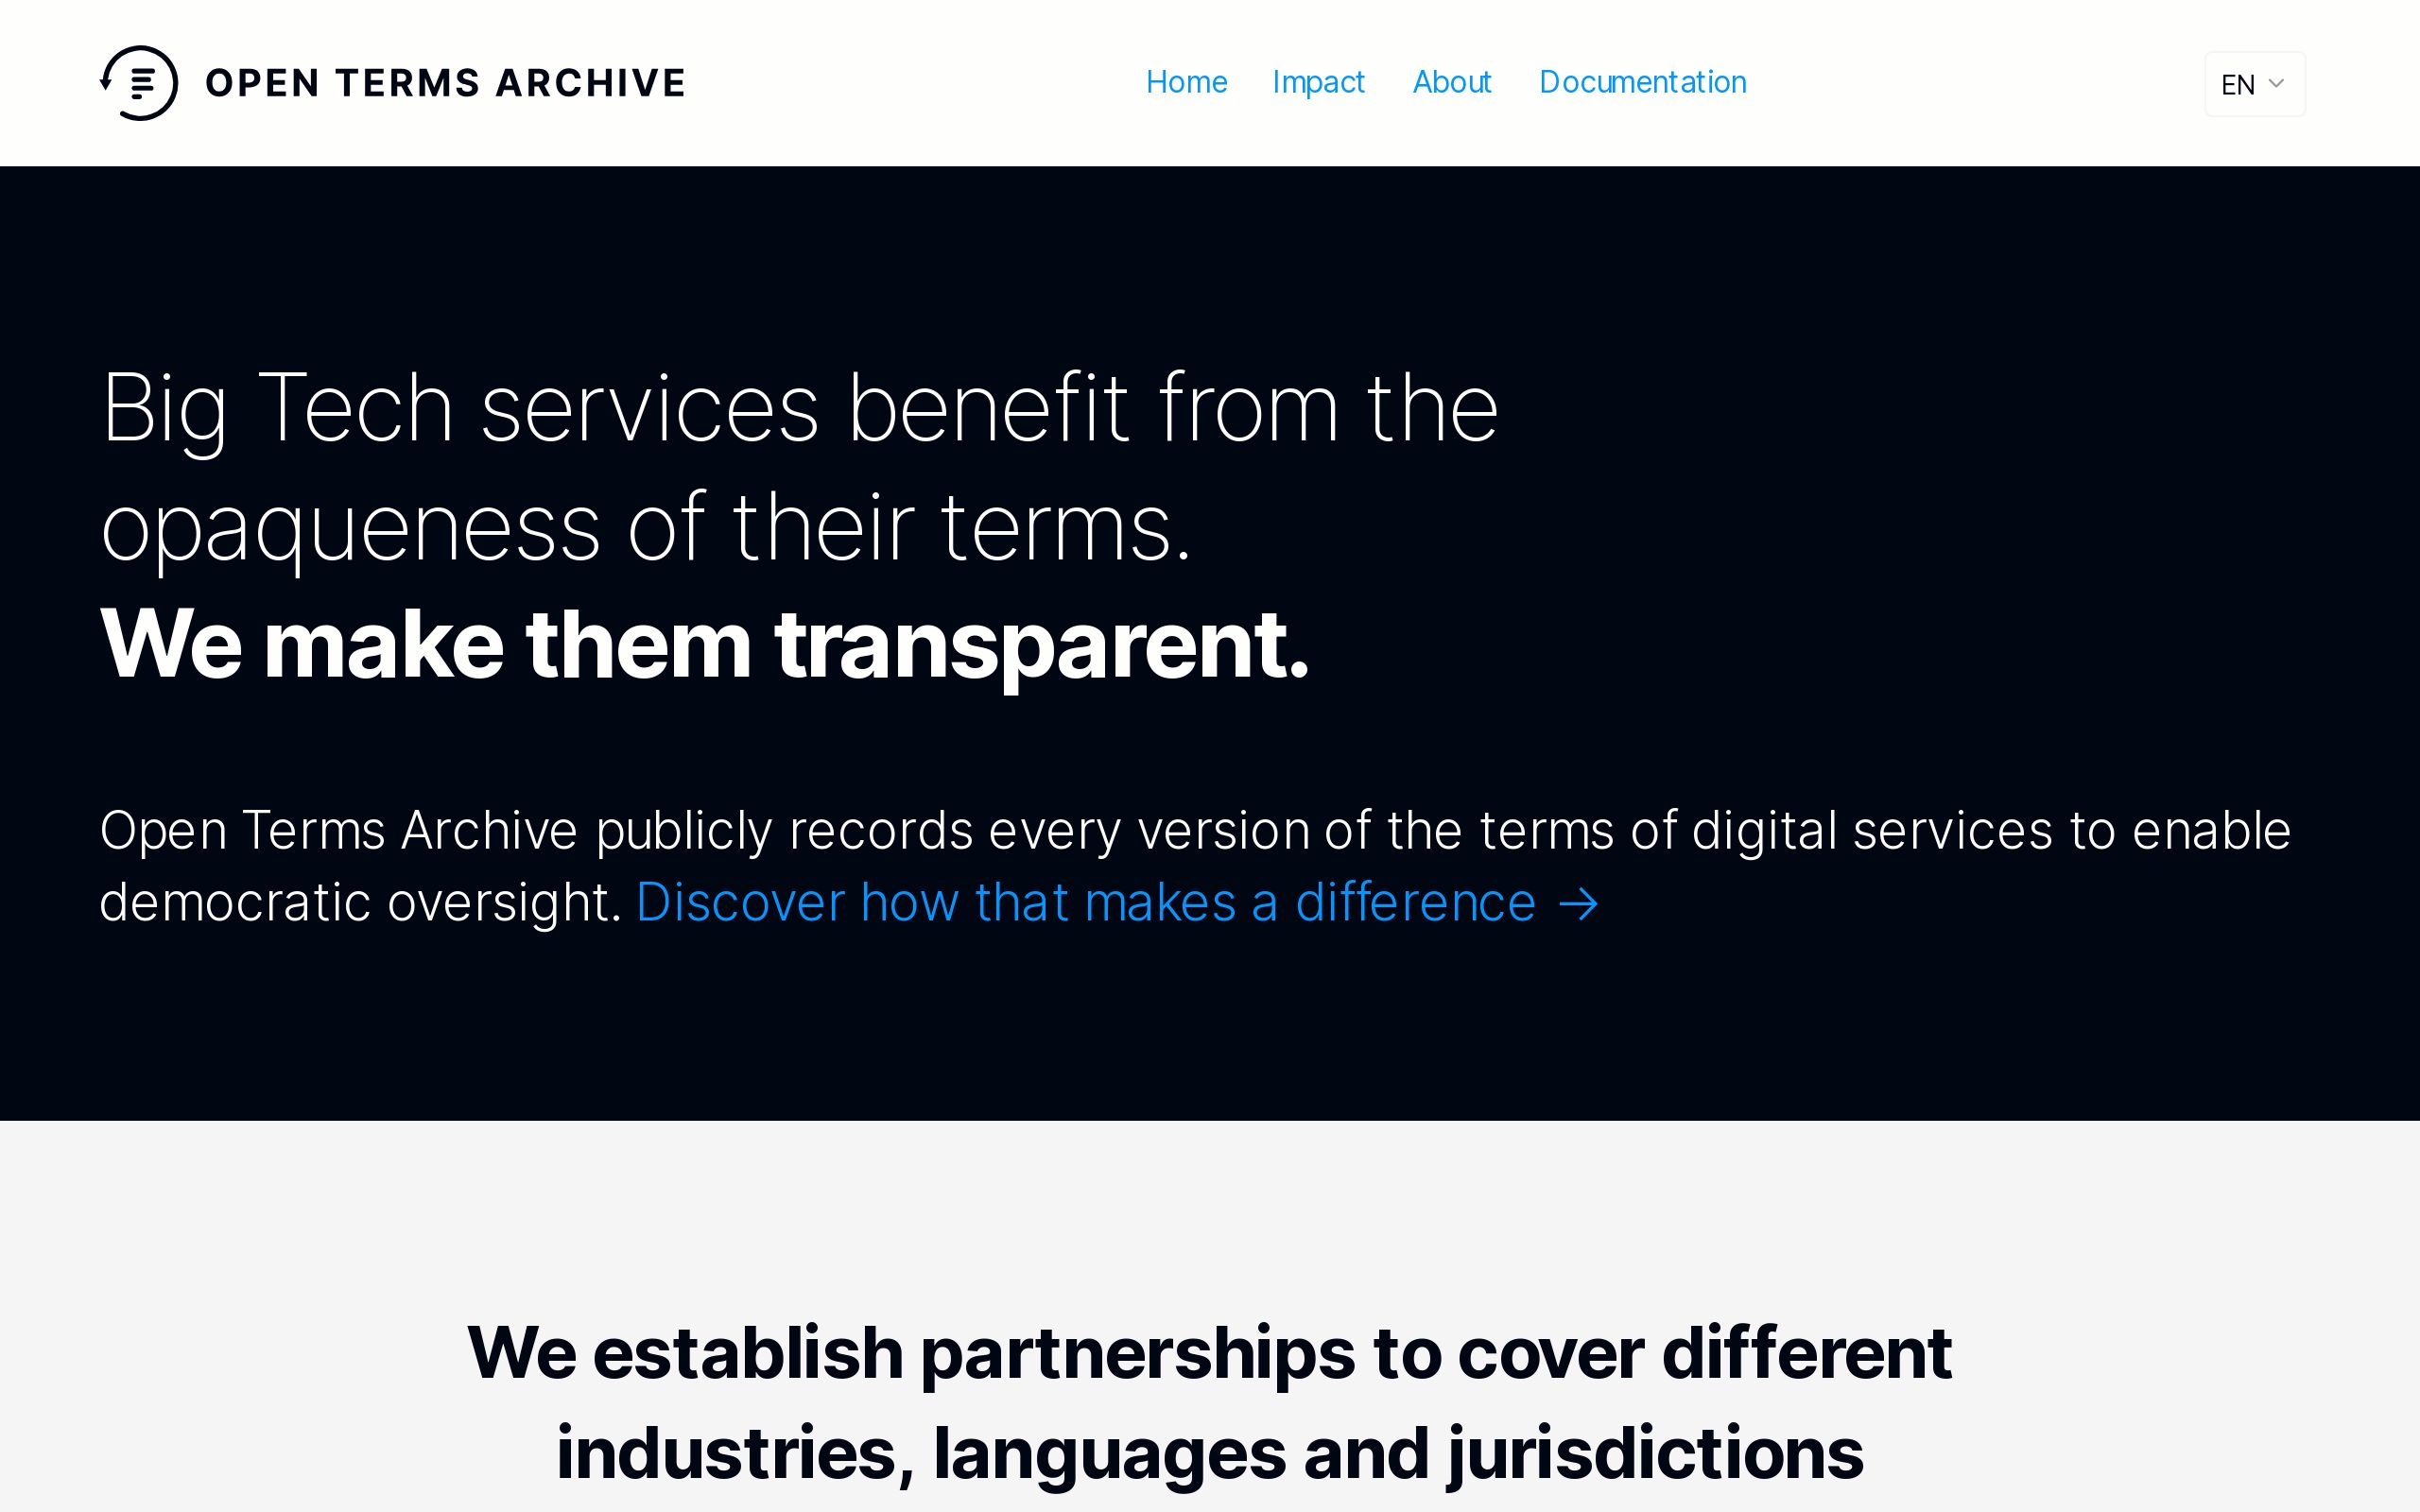 OPEN TERMS ARCHIVE
Home Impact About Documentation
EN
Big Tech services benefit from the
opaqueness of their terms.
We make them transparent.
Open Terms Archive publicly records every version of the terms of digital services to enable
democratic oversight. Discover how that makes a difference →
We establish partnerships to cover different
industries, languages and jurisdictions